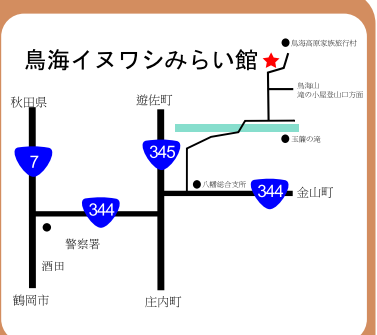 鳥海高原家族旅行村
鳥海イヌワシみらい館
鳥海山
滝の小屋登山口方面
秋田県
遊佐町
玉簾の滝
345
7
八幡総合支所
344
金山町
344
警察署
酒田
鶴岡市
庄内町